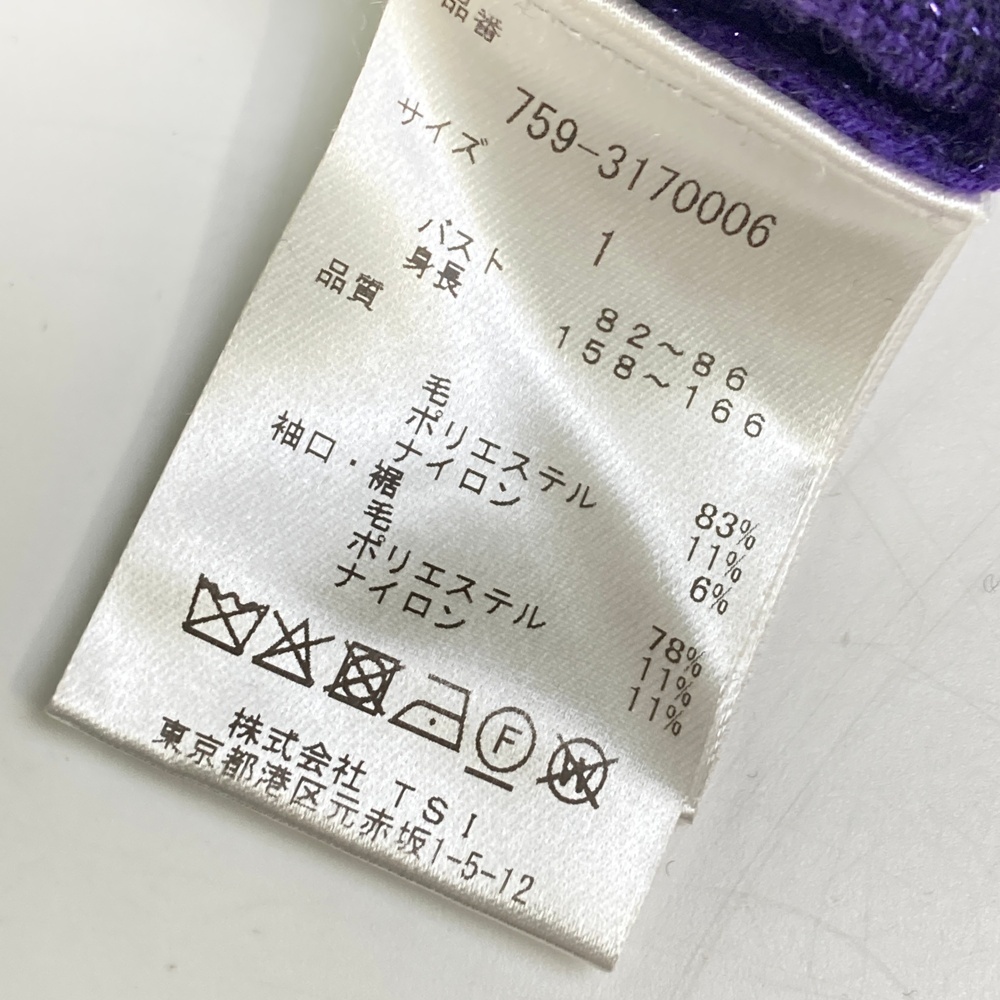 品番
759-3170006
サイズ
1
バスト 82～86
身長 158～166
品質
毛 83%
ポリエステル 11%
ナイロン 6%
袖口・裾
毛 78%
ポリエステル 11%
ナイロン 11%
F W
株式会社 TSI
東京都港区元赤坂1-5-12